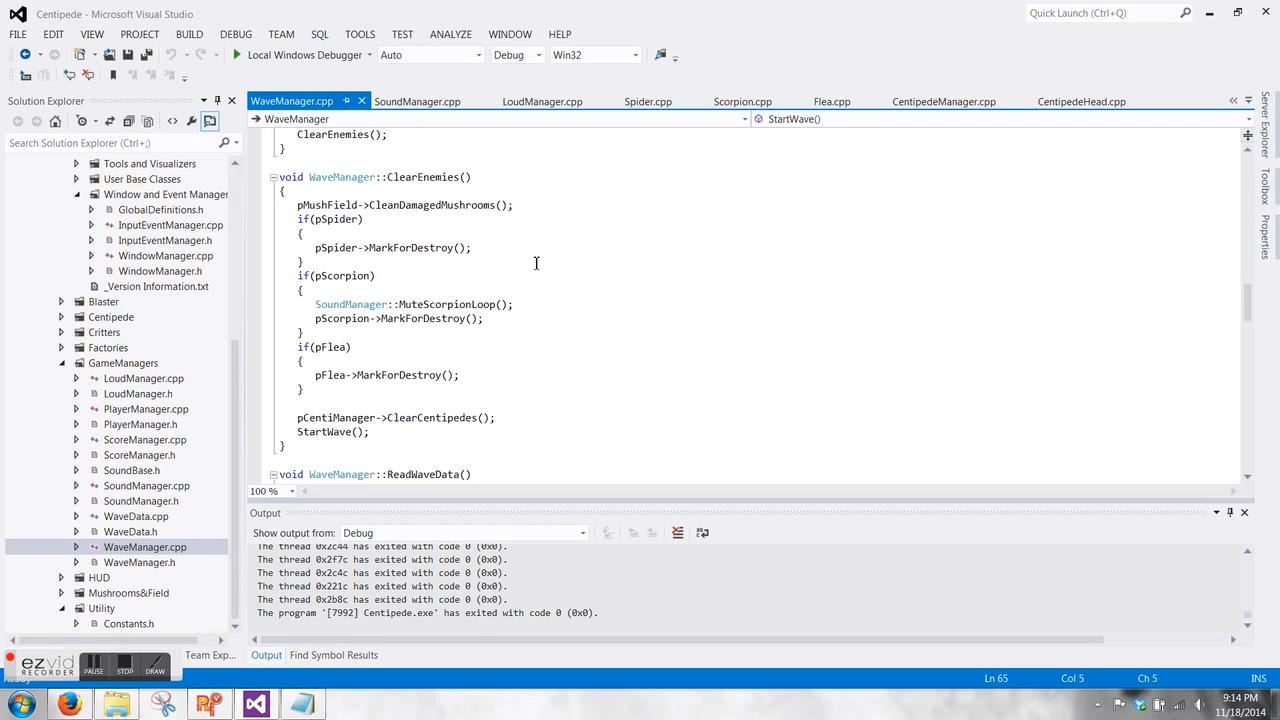 Centipede - Microsoft Visual Studio
Quick Launch (Ctrl+Q)
FILE EDIT VIEW PROJECT BUILD DEBUG TEAM SQL TOOLS TEST ANALYZE WINDOW HELP
Local Windows Debugger Auto Debug Win32
Solution Explorer
Search Solution Explorer (Ctrl+;)
Tools and Visualizers
User Base Classes
Window and Event Manager
GlobalDefinitions.h
InputEventManager.cpp
InputEventManager.h
WindowManager.cpp
WindowManager.h
_Version Information.txt
Blaster
Centipede
Critters
Factories
GameManagers
LoudManager.cpp
LoudManager.h
PlayerManager.cpp
PlayerManager.h
ScoreManager.cpp
ScoreManager.h
SoundBase.h
SoundManager.cpp
SoundManager.h
WaveData.cpp
WaveData.h
WaveManager.cpp
WaveManager.h
HUD
Mushrooms&Field
Utility
Constants.h
Team Exp...
WaveManager.cpp SoundManager.cpp LoudManager.cpp Spider.cpp Scorpion.cpp Flea.cpp CentipedeManager.cpp CentipedeHead.cpp
WaveManager StartWave()
ClearEnemies();
}
void WaveManager::ClearEnemies()
{
pMushField->CleanDamagedMushrooms();
if(pSpider)
{
pSpider->MarkForDestroy();
}
if(pScorpion)
{
SoundManager::MuteScorpionLoop();
pScorpion->MarkForDestroy();
}
if(pFlea)
{
pFlea->MarkForDestroy();
}
pCentiManager->ClearCentipedes();
StartWave();
}
void WaveManager::ReadWaveData()
100 %
Output
Show output from: Debug
The thread 0x2c44 has exited with code 0 (0x0).
The thread 0x2f7c has exited with code 0 (0x0).
The thread 0x2c4c has exited with code 0 (0x0).
The thread 0x221c has exited with code 0 (0x0).
The thread 0x2b8c has exited with code 0 (0x0).
The program '[7992] Centipede.exe' has exited with code 0 (0x0).
Output Find Symbol Results
Server Explorer
Toolbox
Properties
ezvid
RECORDER
PAUSE STOP DRAW
Ln 65 Col 5 Ch 5 INS
9:14 PM
11/18/2014